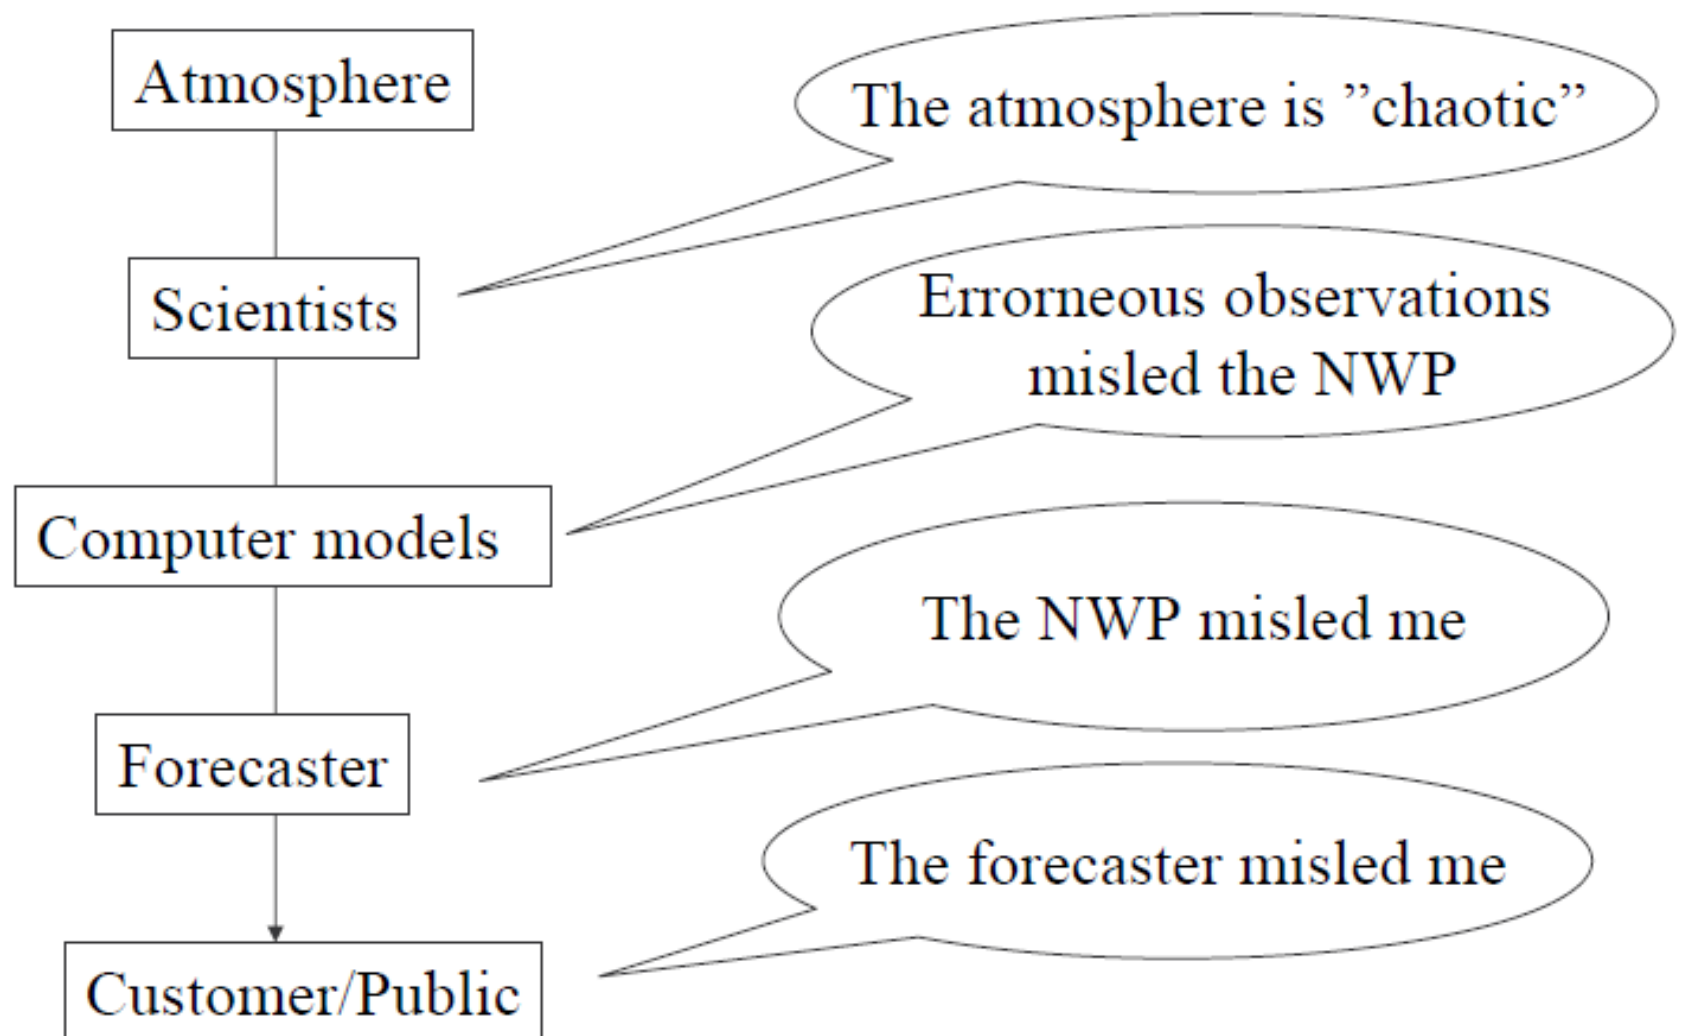 Atmosphere
The atmosphere is ”chaotic”
Scientists
Errorneous observations
misled the NWP
Computer models
The NWP misled me
Forecaster
The forecaster misled me
Customer/Public